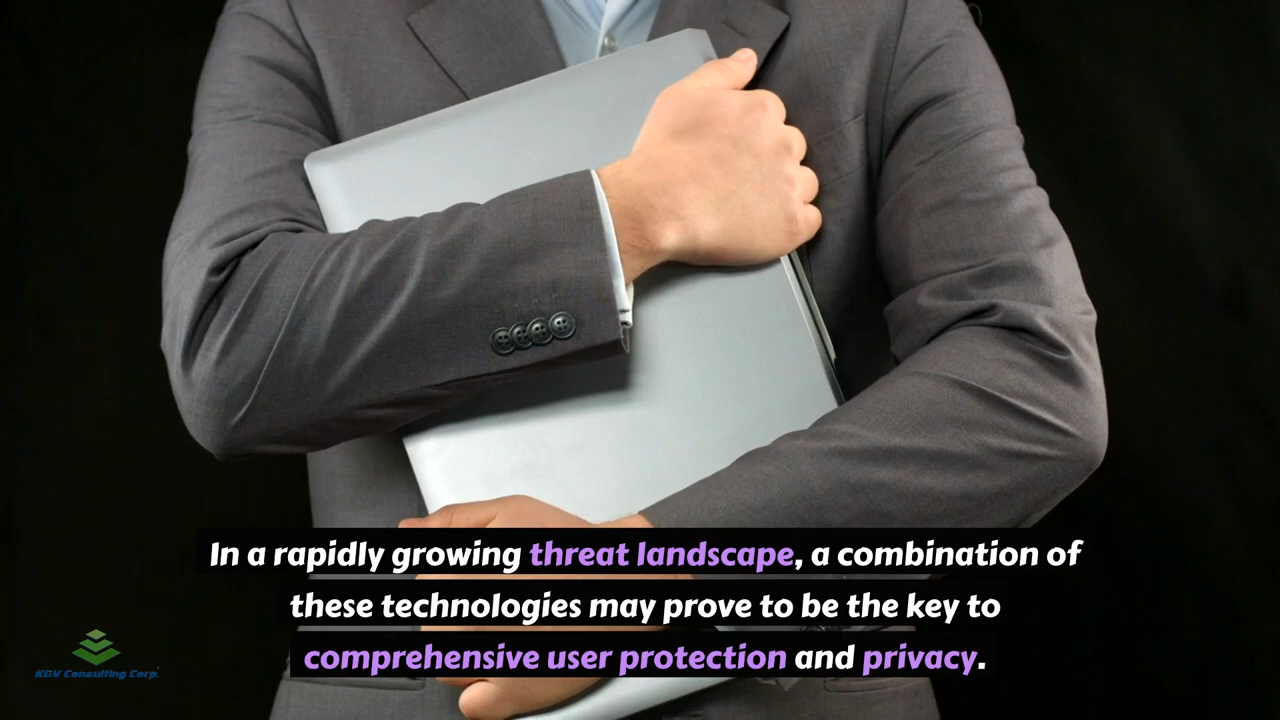 In a rapidly growing threat landscape, a combination of
these technologies may prove to be the key to
comprehensive user protection and privacy.
KGV Consulting Corp.